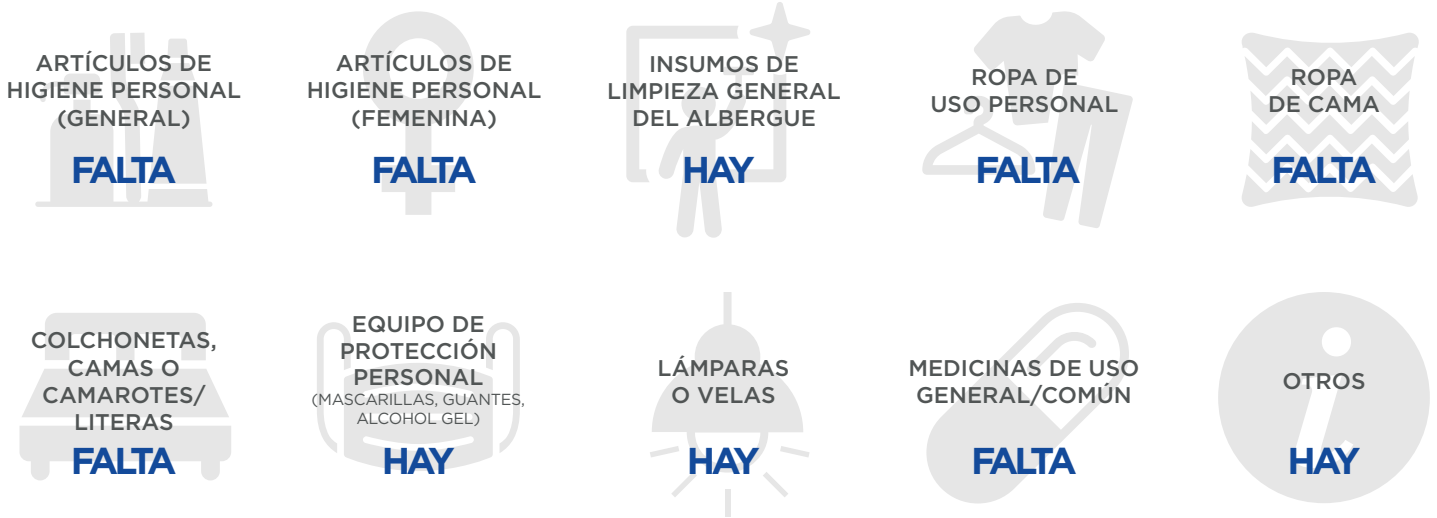 ARTÍCULOS DE
HIGIENE PERSONAL
(GENERAL)
FALTA
ARTÍCULOS DE
HIGIENE PERSONAL
(FEMENINA)
FALTA
INSUMOS DE
LIMPIEZA GENERAL
DEL ALBERGUE
HAY
ROPA DE
USO PERSONAL
FALTA
ROPA
DE CAMA
FALTA
COLCHONETAS,
CAMAS O
CAMAROTES/
LITERAS
FALTA
EQUIPO DE
PROTECCIÓN
PERSONAL
(MASCARILLAS, GUANTES,
ALCOHOL GEL)
HAY
LÁMPARAS
O VELAS
HAY
MEDICINAS DE USO
GENERAL/COMÚN
FALTA
OTROS
HAY